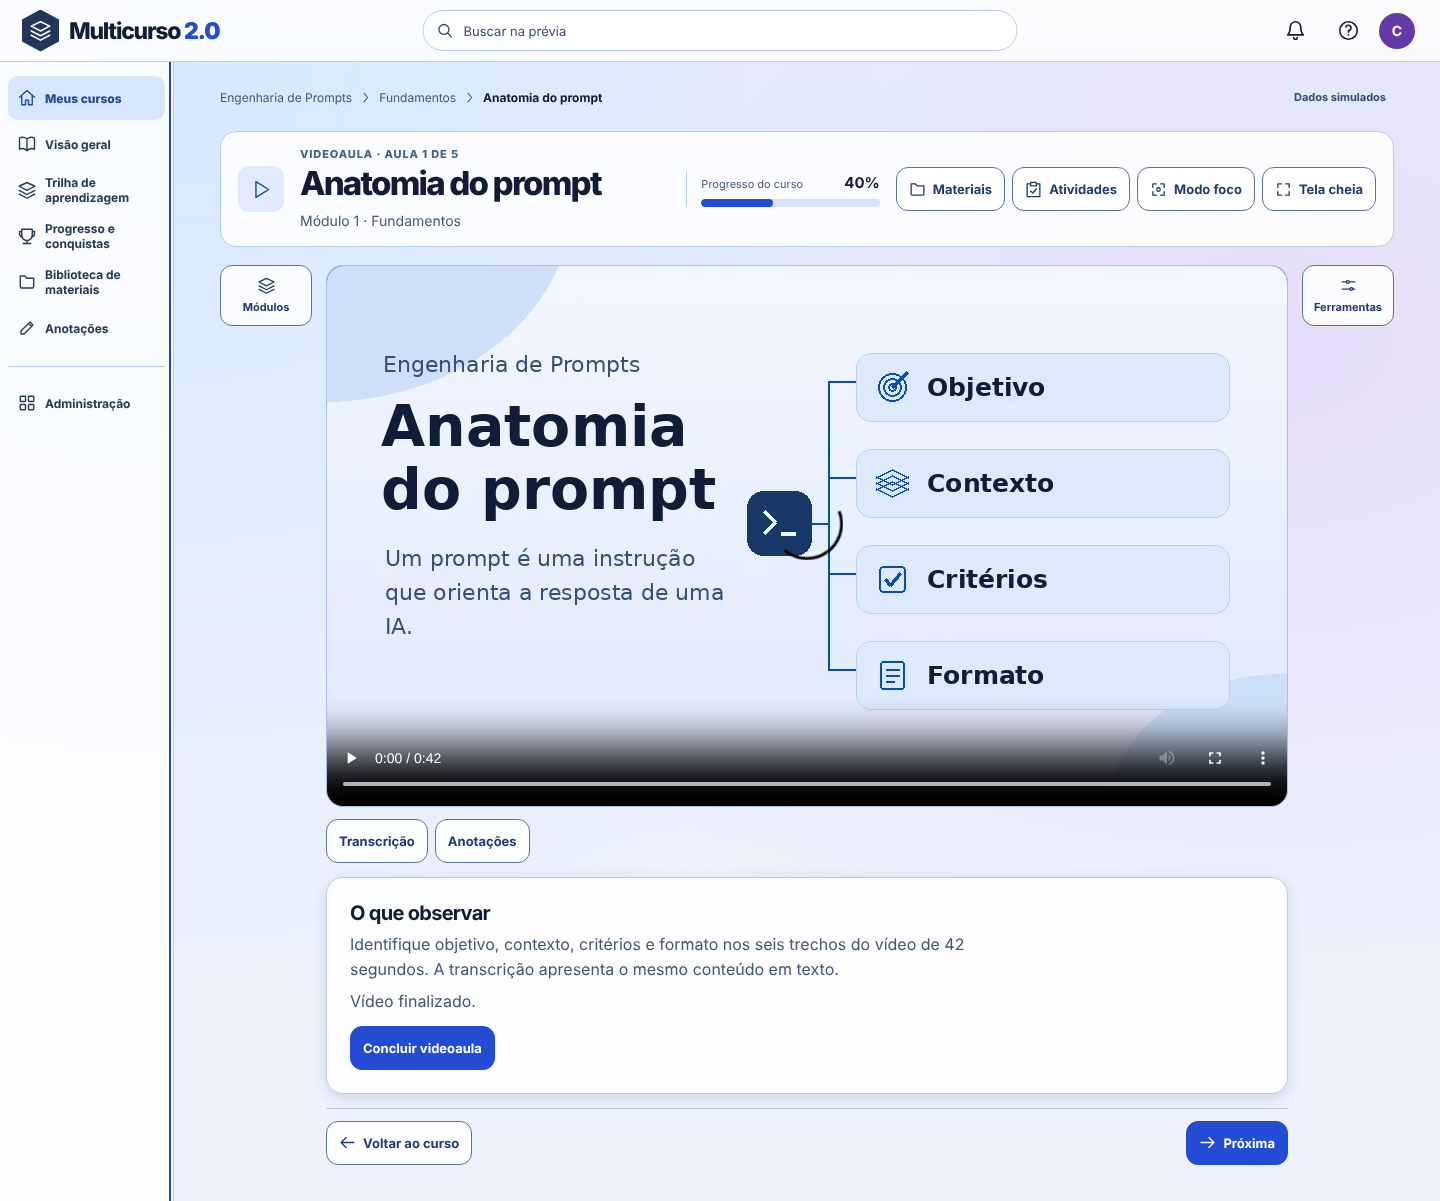 Multicurso 2.0
Buscar na prévia
C
Meus cursos
Visão geral
Trilha de
aprendizagem
Progresso e
conquistas
Biblioteca de
materiais
Anotações
Administração
Engenharia de Prompts > Fundamentos > Anatomia do prompt
Dados simulados
VIDEOAULA · AULA 1 DE 5
Anatomia do prompt
Módulo 1 · Fundamentos
Progresso do curso 40%
Materiais
Atividades
Modo foco
Tela cheia
Módulos
Ferramentas
Engenharia de Prompts
Anatomia
do prompt
Um prompt é uma instrução
que orienta a resposta de uma
IA.
Objetivo
Contexto
Critérios
Formato
0:00 / 0:42
Transcrição
Anotações
O que observar
Identifique objetivo, contexto, critérios e formato nos seis trechos do vídeo de 42
segundos. A transcrição apresenta o mesmo conteúdo em texto.
Vídeo finalizado.
Concluir videoaula
Voltar ao curso
Próxima